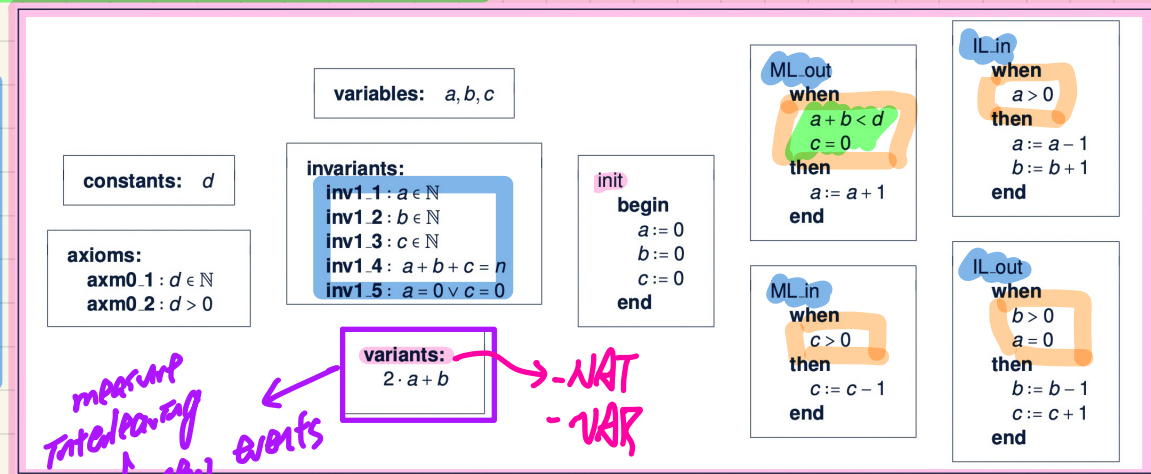 variables: a, b, c
constants: d
axioms:
axm0_1 : d ∈ ℕ
axm0_2 : d > 0
invariants:
inv1_1 : a ∈ ℕ
inv1_2 : b ∈ ℕ
inv1_3 : c ∈ ℕ
inv1_4 : a + b + c = n
inv1_5 : a = 0 ∨ c = 0
variants:
2 · a + b
init
begin
a := 0
b := 0
c := 0
end
ML_out
when
a + b < d
c = 0
then
a := a + 1
end
IL_in
when
a > 0
then
a := a − 1
b := b + 1
end
ML_in
when
c > 0
then
c := c − 1
end
IL_out
when
b > 0
a = 0
then
b := b − 1
c := c + 1
end
measure
Interleaving
events
- NAT
- VAR